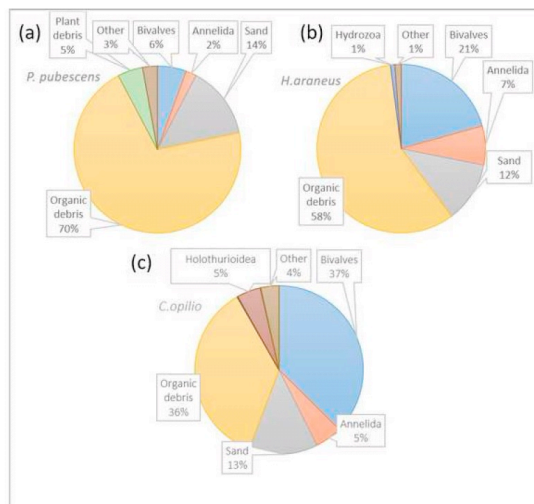 (a)
P. pubescens
Plant
debris
5%
Other
3%
Bivalves
6%
Annelida
2%
Sand
14%
Organic
debris
70%
(b)
H.araneus
Hydrozoa
1%
Other
1%
Bivalves
21%
Annelida
7%
Sand
12%
Organic
debris
58%
(c)
C.opilio
Holothurioidea
5%
Other
4%
Bivalves
37%
Annelida
5%
Sand
13%
Organic
debris
36%